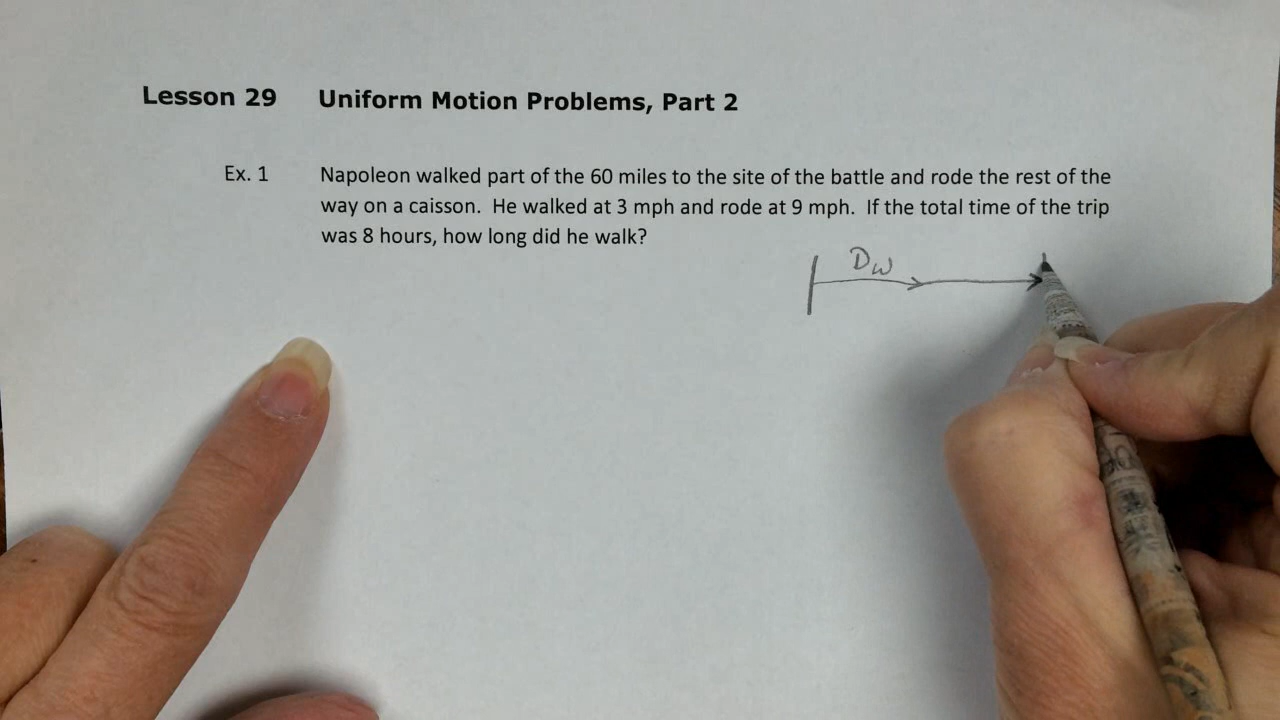 Lesson 29 Uniform Motion Problems, Part 2
Ex. 1 Napoleon walked part of the 60 miles to the site of the battle and rode the rest of the
way on a caisson. He walked at 3 mph and rode at 9 mph. If the total time of the trip
was 8 hours, how long did he walk?
Dw